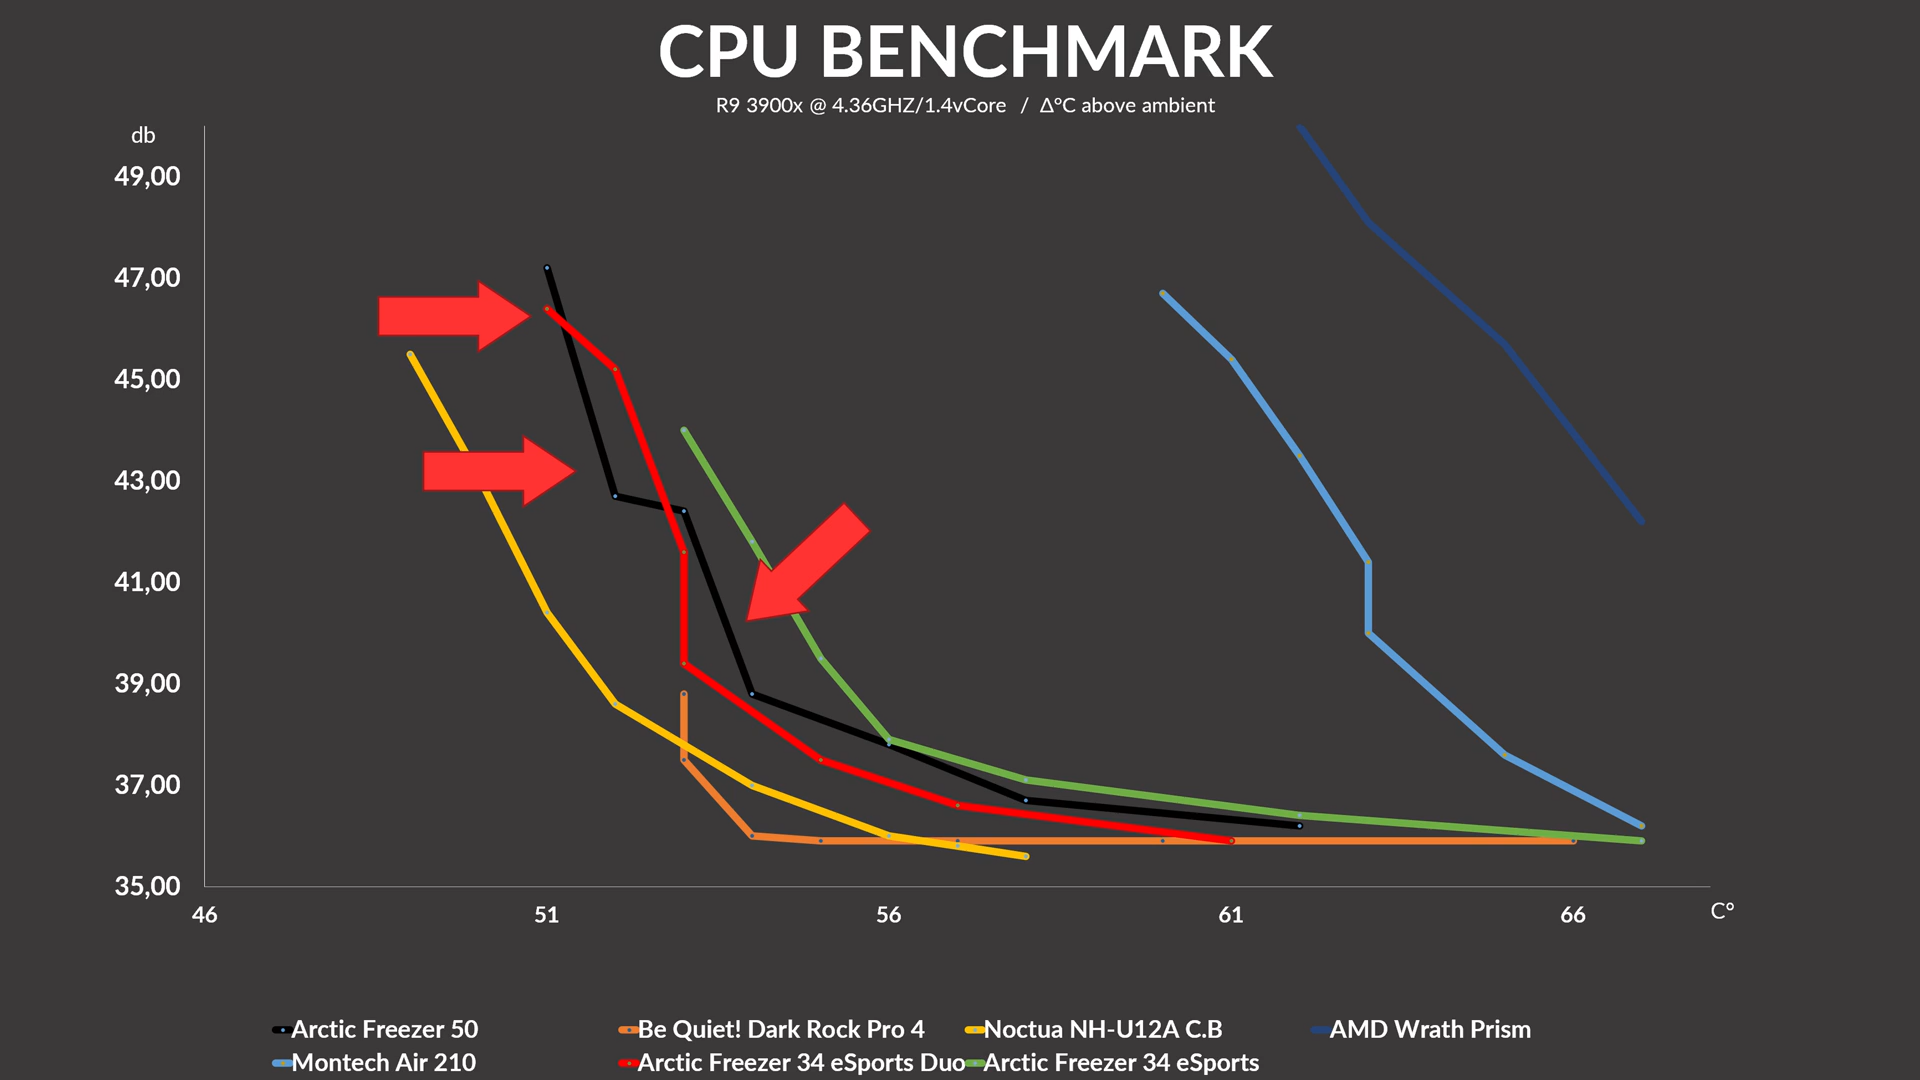 CPU BENCHMARK
R9 3900x @ 4.36GHZ/1.4vCore / Δ°C above ambient
db
49,00
47,00
45,00
43,00
41,00
39,00
37,00
35,00
46 51 56 61 66 C°
Arctic Freezer 50 Be Quiet! Dark Rock Pro 4 Noctua NH-U12A C.B AMD Wrath Prism
Montech Air 210 Arctic Freezer 34 eSports Duo Arctic Freezer 34 eSports